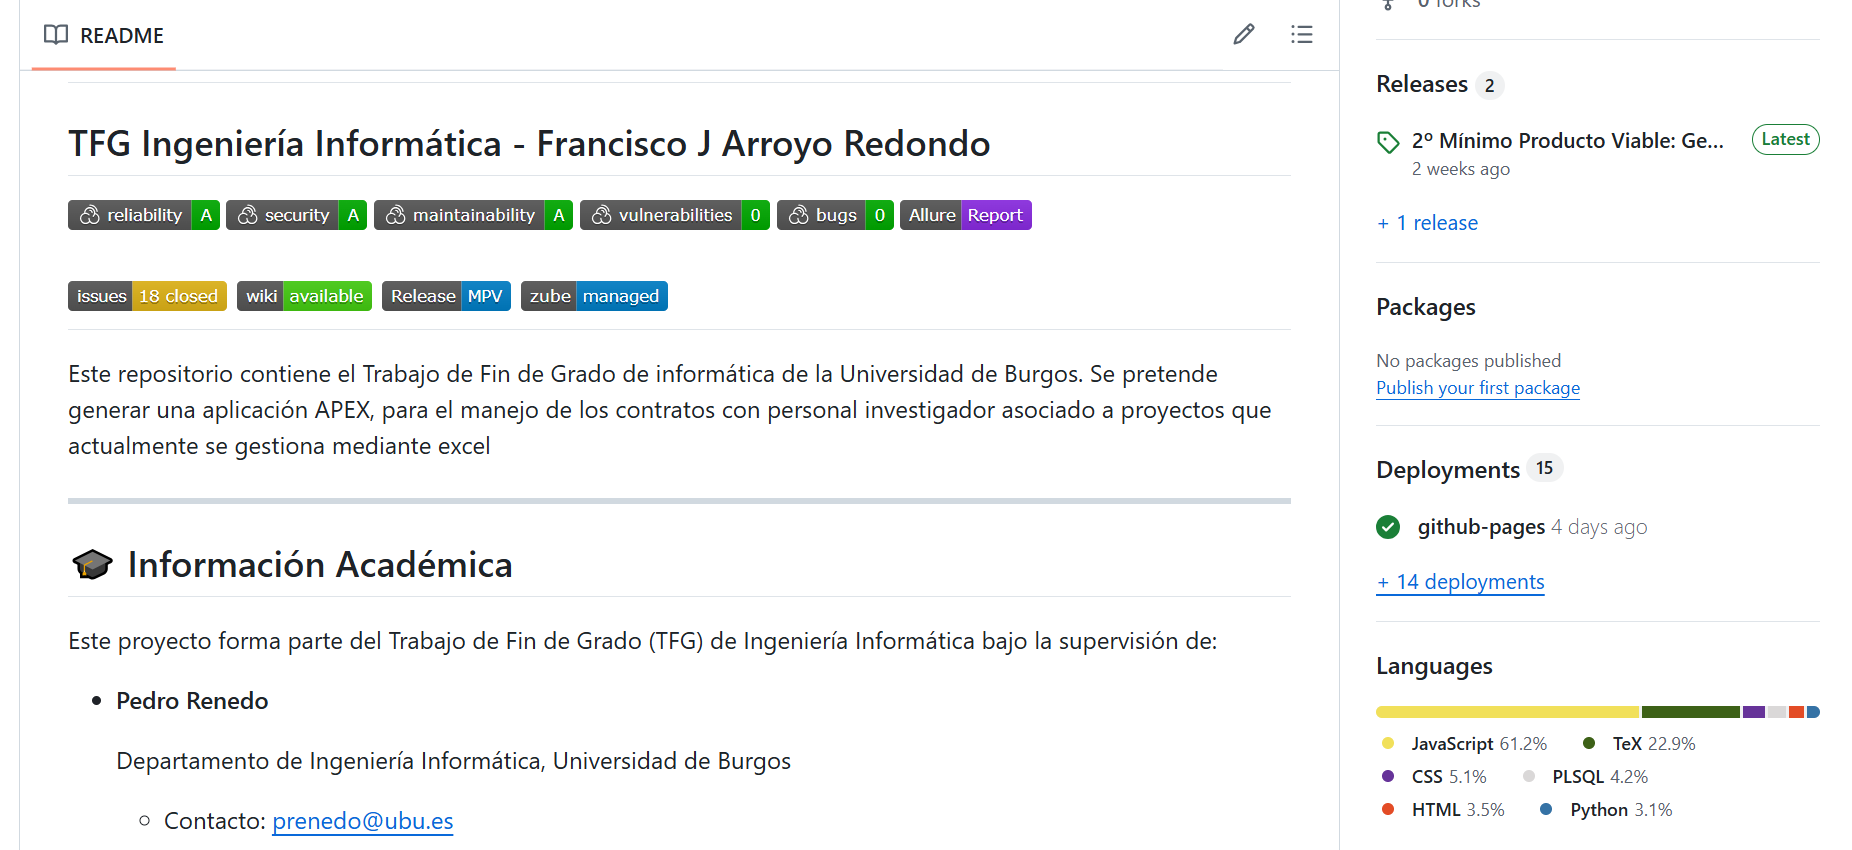 README
TFG Ingeniería Informática - Francisco J Arroyo Redondo
reliability A security A maintainability A vulnerabilities 0 bugs 0 Allure Report
issues 18 closed wiki available Release MPV zube managed
Este repositorio contiene el Trabajo de Fin de Grado de informática de la Universidad de Burgos. Se pretende
generar una aplicación APEX, para el manejo de los contratos con personal investigador asociado a proyectos que
actualmente se gestiona mediante excel
Información Académica
Este proyecto forma parte del Trabajo de Fin de Grado (TFG) de Ingeniería Informática bajo la supervisión de:
Pedro Renedo
Departamento de Ingeniería Informática, Universidad de Burgos
Contacto: prenedo@ubu.es
0 forks
Releases 2
2º Mínimo Producto Viable: Ge... Latest
2 weeks ago
+ 1 release
Packages
No packages published
Publish your first package
Deployments 15
github-pages 4 days ago
+ 14 deployments
Languages
JavaScript 61.2% TeX 22.9%
CSS 5.1% PLSQL 4.2%
HTML 3.5% Python 3.1%